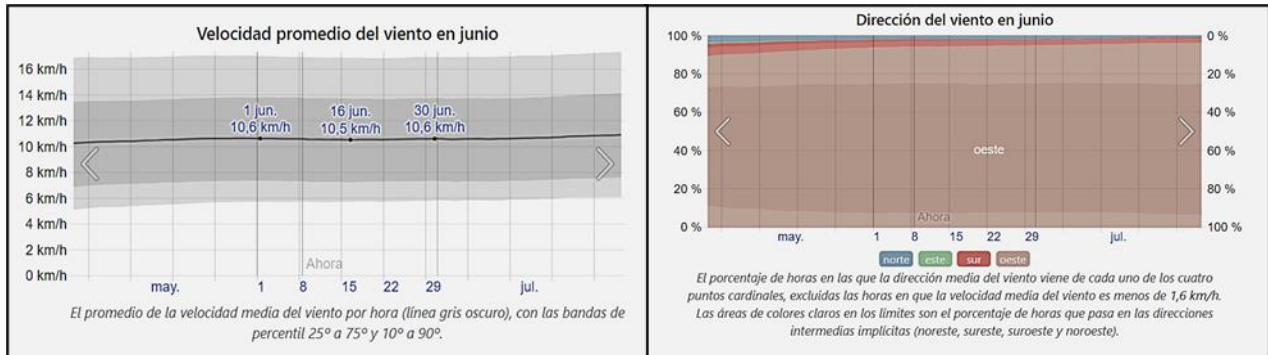 Velocidad promedio del viento en junio
16 km/h
14 km/h
12 km/h
10 km/h
8 km/h
6 km/h
4 km/h
2 km/h
0 km/h
1 jun.
10,6 km/h
16 jun.
10,5 km/h
30 jun.
10,6 km/h
Ahora
may. 1 8 15 22 29 jul.
El promedio de la velocidad media del viento por hora (línea gris oscuro), con las bandas de
percentil 25º a 75º y 10º a 90º.
Dirección del viento en junio
100 % 0 %
80 % 20 %
60 % 40 %
40 % 60 %
20 % 80 %
0 % 100 %
oeste
Ahora
may. 1 8 15 22 29 jul.
norte este sur oeste
El porcentaje de horas en las que la dirección media del viento viene de cada uno de los cuatro
puntos cardinales, excluidas las horas en que la velocidad media del viento es menos de 1,6 km/h.
Las áreas de colores claros en los límites son el porcentaje de horas que pasa en las direcciones
intermedias implícitas (noreste, sureste, suroeste y noroeste).